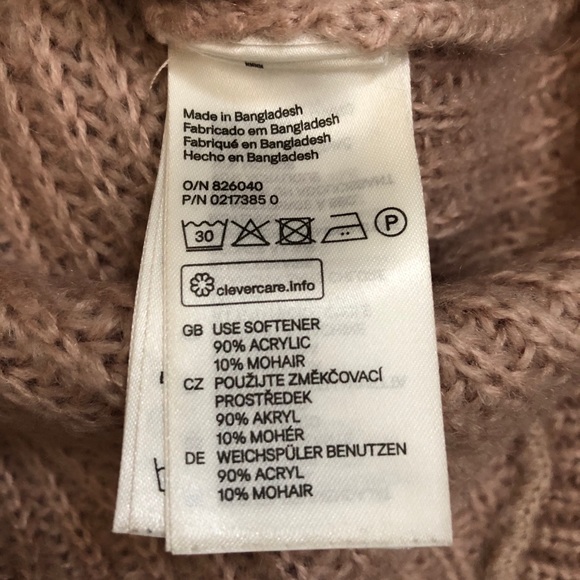 Made in Bangladesh
Fabricado em Bangladesh
Fabriqué en Bangladesh
Hecho en Bangladesh
O/N 826040
P/N 0217385 0
30
P
clevercare.info
GB USE SOFTENER
90% ACRYLIC
10% MOHAIR
CZ POUŽIJTE ZMĚKČOVACÍ
PROSTŘEDEK
90% AKRYL
10% MOHÉR
DE WEICHSPÜLER BENUTZEN
90% ACRYL
10% MOHAIR